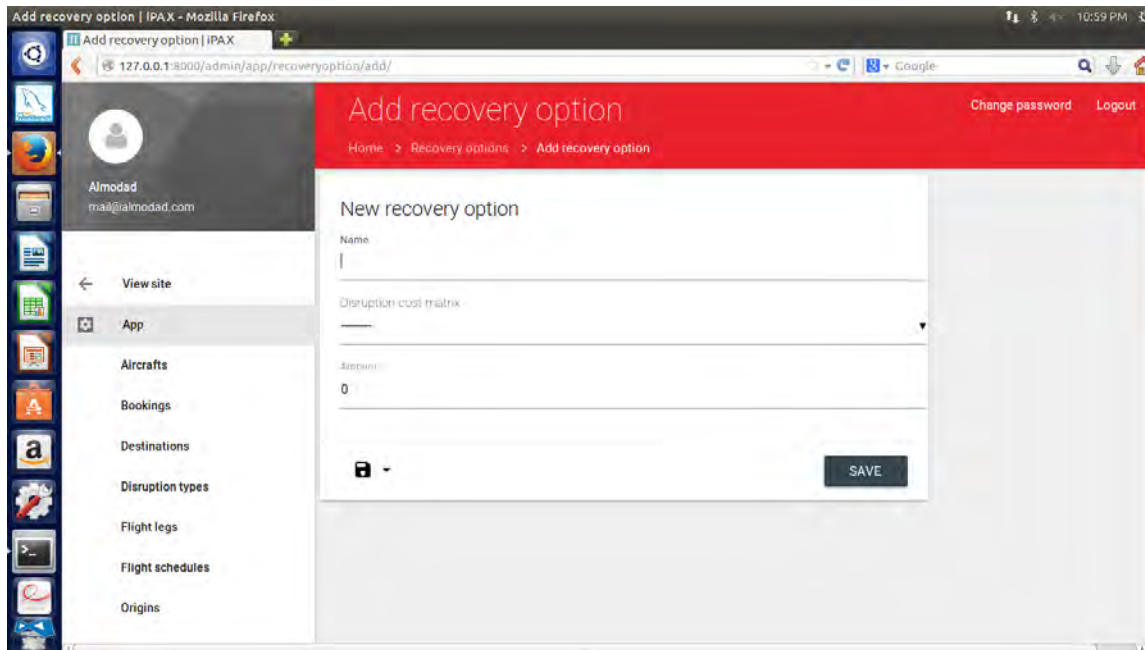 Add recovery option | iPAX - Mozilla Firefox
10:59 PM
Add recovery option | iPAX
127.0.0.1:8000/admin/app/recoveryoption/add/
Google
Add recovery option
Change password Logout
Home > Recovery options > Add recovery option
Almodad
mail@almodad.com
New recovery option
Name
View site
Disruption cost matrix
App
Aircrafts
Amount
0
Bookings
Destinations
SAVE
Disruption types
Flight legs
Flight schedules
Origins